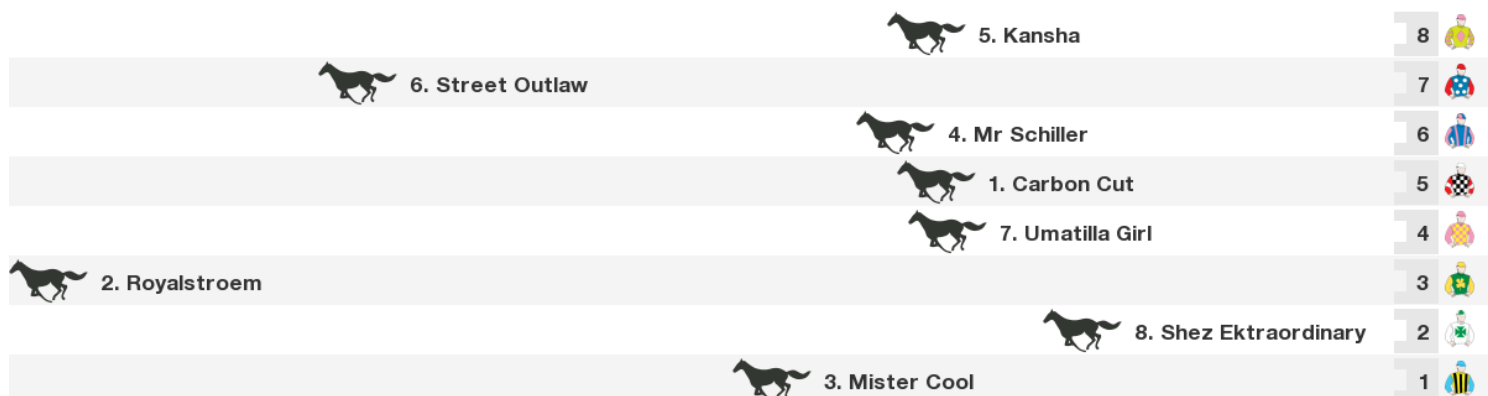 5. Kansha 8
6. Street Outlaw 7
4. Mr Schiller 6
1. Carbon Cut 5
7. Umatilla Girl 4
2. Royalstroem 3
8. Shez Ektraordinary 2
3. Mister Cool 1